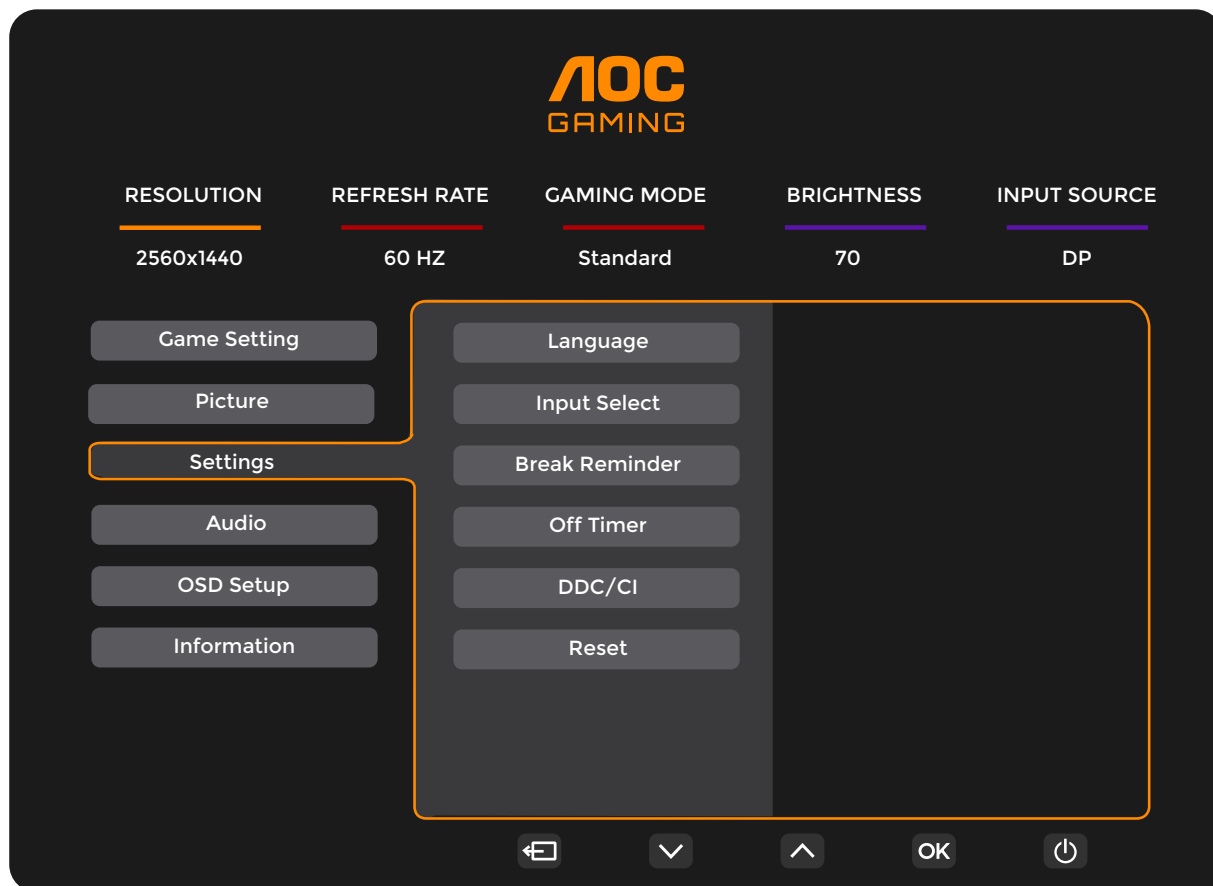 AOC
GAMING
RESOLUTION REFRESH RATE GAMING MODE BRIGHTNESS INPUT SOURCE
2560x1440 60 HZ Standard 70 DP
Game Setting
Picture
Settings
Audio
OSD Setup
Information
Language
Input Select
Break Reminder
Off Timer
DDC/CI
Reset
OK